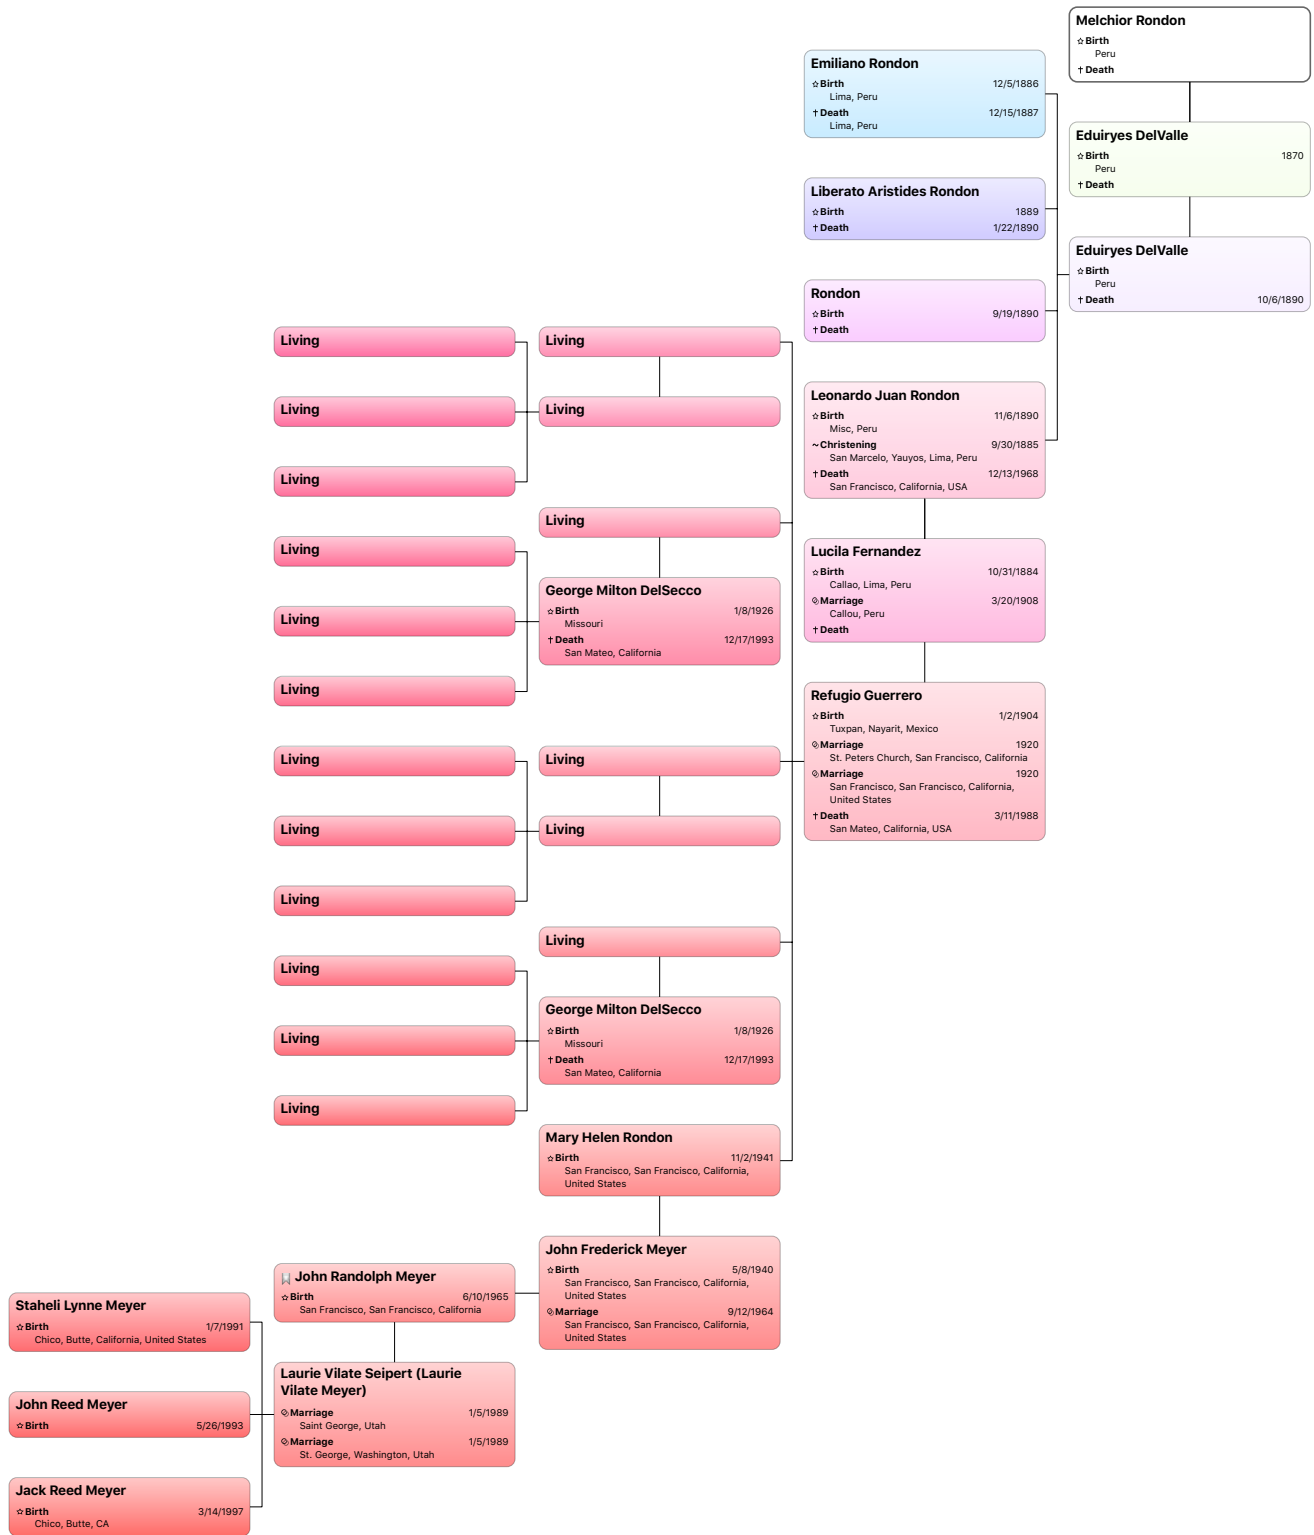 Melchior Rondon
☆Birth
Peru
†Death
Emiliano Rondon
☆Birth 12/5/1886
Lima, Peru
†Death 12/15/1887
Lima, Peru
Eduiryes DelValle
☆Birth 1870
Peru
†Death
Liberato Aristides Rondon
☆Birth 1889
†Death 1/22/1890
Eduiryes DelValle
☆Birth
Peru
†Death 10/6/1890
Rondon
☆Birth 9/19/1890
†Death
Living
Living
Living
Living
Living
Leonardo Juan Rondon
☆Birth 11/6/1890
Misc, Peru
~Christening 9/30/1885
San Marcelo, Yauyos, Lima, Peru
†Death 12/13/1968
San Francisco, California, USA
Living
Living
Living
Living
George Milton DelSecco
☆Birth 1/8/1926
Missouri
†Death 12/17/1993
San Mateo, California
Lucila Fernandez
☆Birth 10/31/1884
Callao, Lima, Peru
⚭Marriage 3/20/1908
Callou, Peru
†Death
Refugio Guerrero
☆Birth 1/2/1904
Tuxpan, Nayarit, Mexico
⚭Marriage 1920
St. Peters Church, San Francisco, California
⚭Marriage 1920
San Francisco, San Francisco, California,
United States
†Death 3/11/1988
San Mateo, California, USA
Living
Living
Living
Living
Living
Living
Living
Living
Living
George Milton DelSecco
☆Birth 1/8/1926
Missouri
†Death 12/17/1993
San Mateo, California
Mary Helen Rondon
☆Birth 11/2/1941
San Francisco, San Francisco, California,
United States
John Frederick Meyer
☆Birth 5/8/1940
San Francisco, San Francisco, California,
United States
⚭Marriage 9/12/1964
San Francisco, San Francisco, California,
United States
John Randolph Meyer
☆Birth 6/10/1965
San Francisco, San Francisco, California
Laurie Vilate Seipert (Laurie
Vilate Meyer)
⚭Marriage 1/5/1989
Saint George, Utah
⚭Marriage 1/5/1989
St. George, Washington, Utah
Staheli Lynne Meyer
☆Birth 1/7/1991
Chico, Butte, California, United States
John Reed Meyer
☆Birth 5/26/1993
Jack Reed Meyer
☆Birth 3/14/1997
Chico, Butte, CA